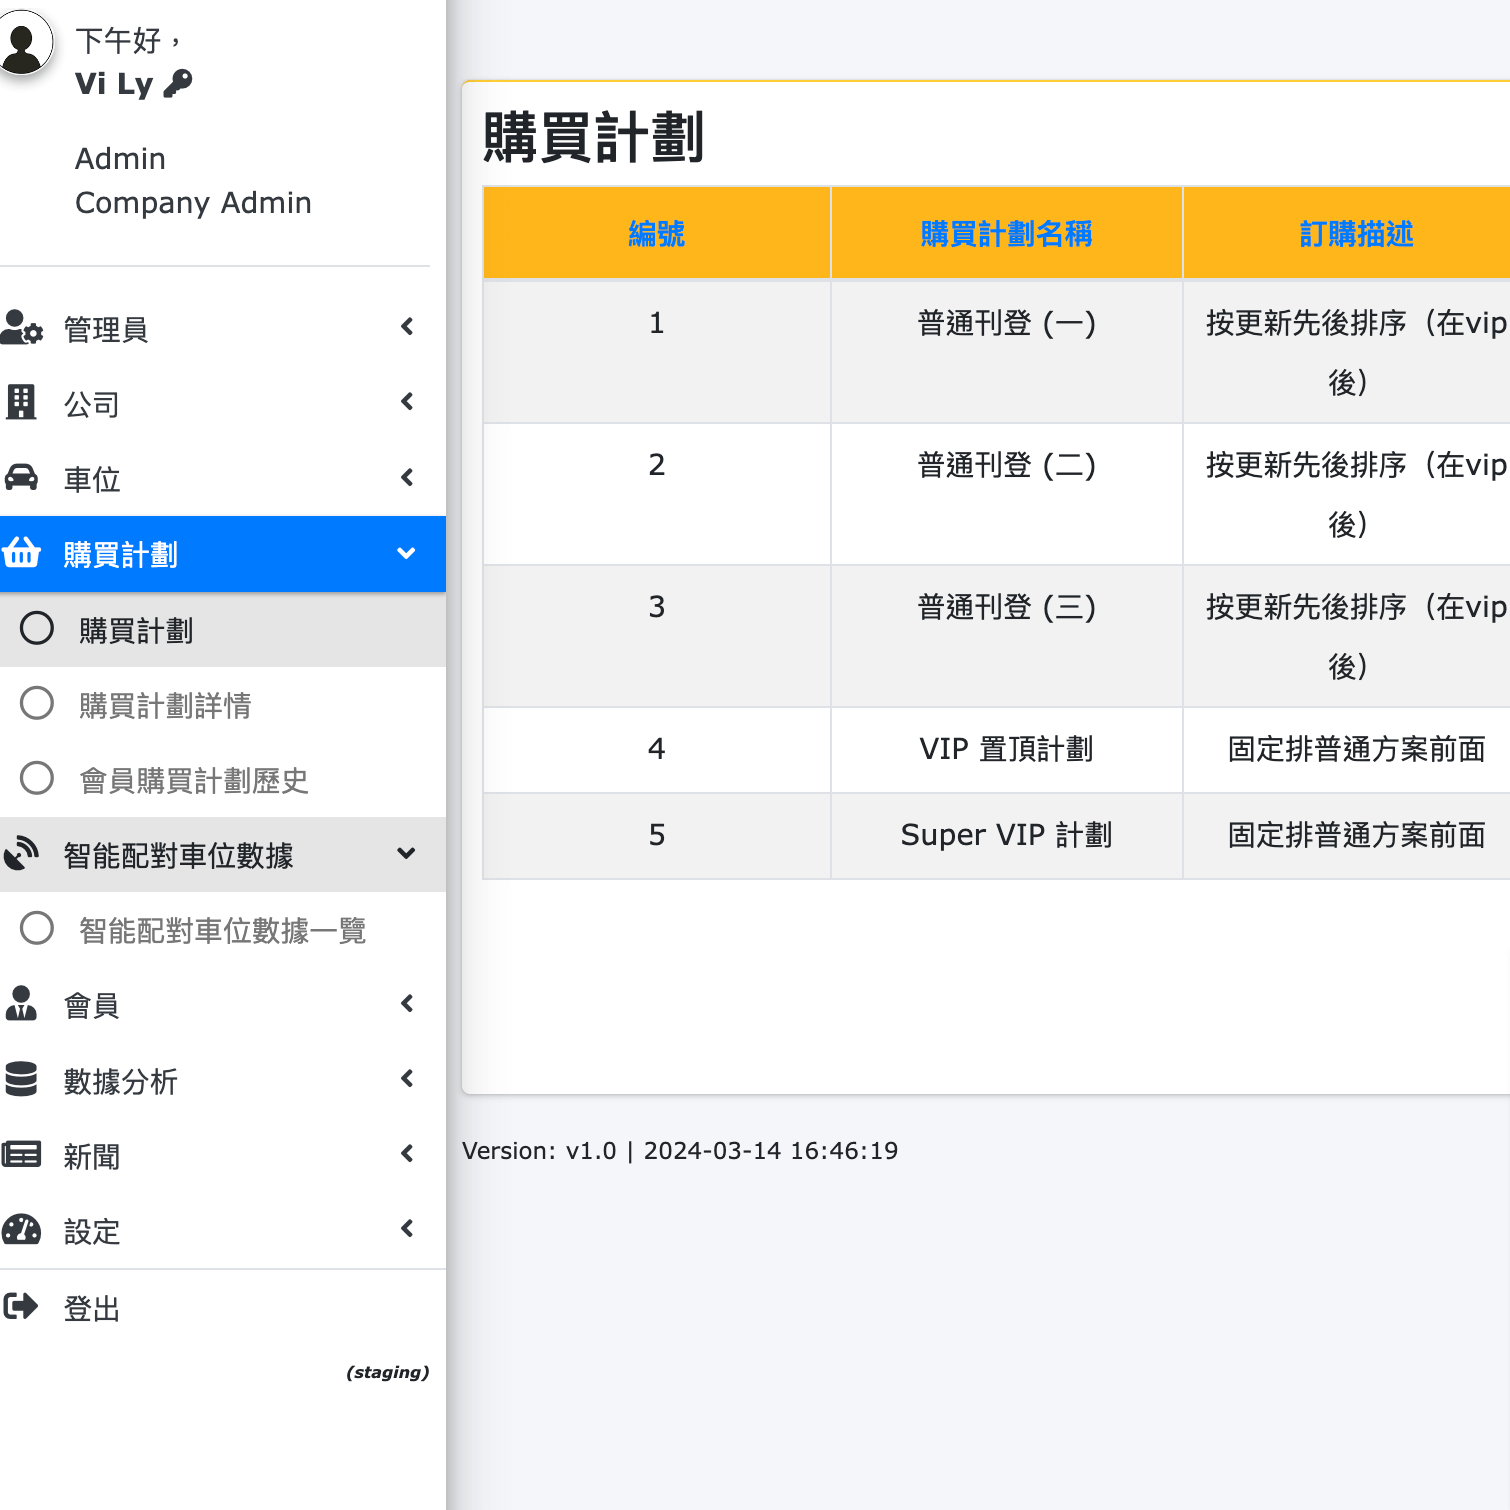 下午好，
Vi Ly
Admin
Company Admin
管理員
公司
車位
購買計劃
購買計劃
購買計劃詳情
會員購買計劃歷史
智能配對車位數據
智能配對車位數據一覽
會員
數據分析
新聞
設定
登出
(staging)
購買計劃
編號 購買計劃名稱 訂購描述
1 普通刊登 (一) 按更新先後排序（在vip
後）
2 普通刊登 (二) 按更新先後排序（在vip
後）
3 普通刊登 (三) 按更新先後排序（在vip
後）
4 VIP 置頂計劃 固定排普通方案前面
5 Super VIP 計劃 固定排普通方案前面
Version: v1.0 | 2024-03-14 16:46:19